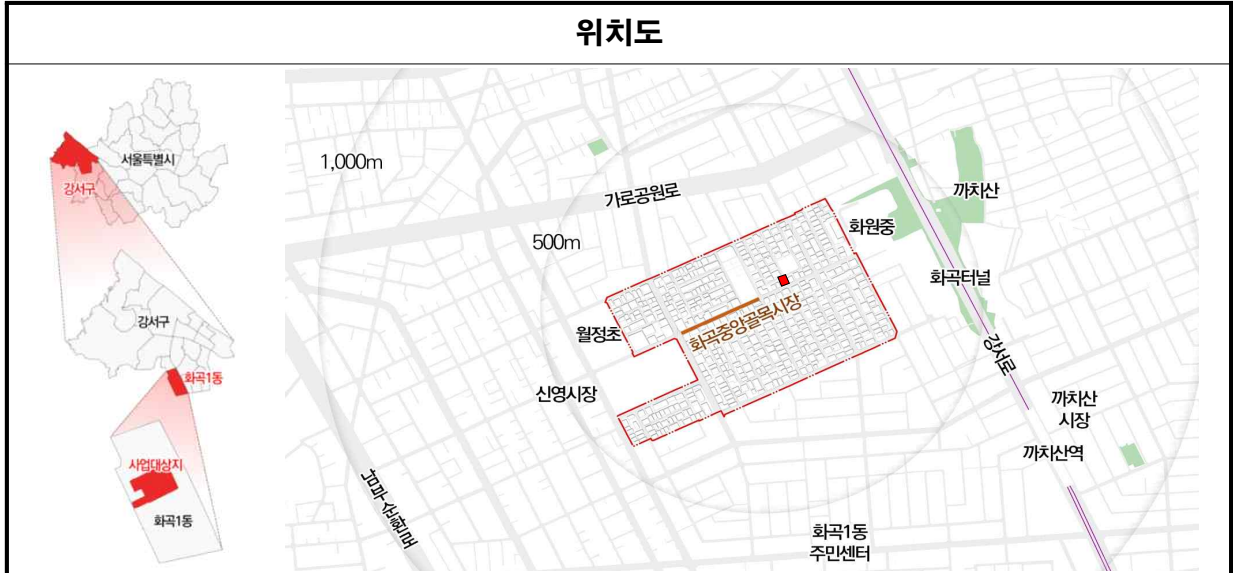 위치도
서울특별시
강서구
강서구
화곡1동
사업대상지
화곡1동
1,000m
500m
가로공원로
까치산
화원중
화곡터널
월정초
화곡중앙골목시장
강서로
신영시장
까치산
시장
까치산역
남부순환로
화곡1동
주민센터